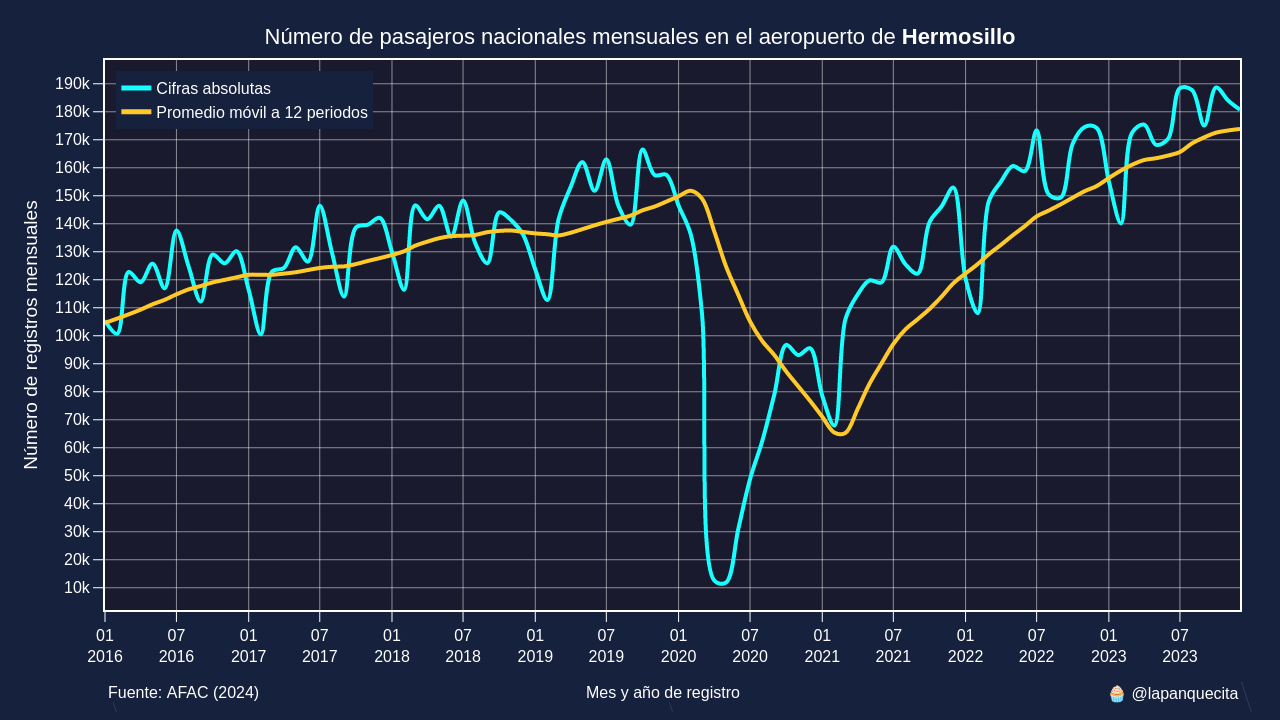 Número de pasajeros nacionales mensuales en el aeropuerto de Hermosillo
Cifras absolutas
Promedio móvil a 12 periodos
Número de registros mensuales
190k
180k
170k
160k
150k
140k
130k
120k
110k
100k
90k
80k
70k
60k
50k
40k
30k
20k
10k
01 07 01 07 01 07 01 07 01 07 01 07 01 07 01 07
2016 2016 2017 2017 2018 2018 2019 2019 2020 2020 2021 2021 2022 2022 2023 2023
Fuente: AFAC (2024) Mes y año de registro 🧁 @lapanquecita